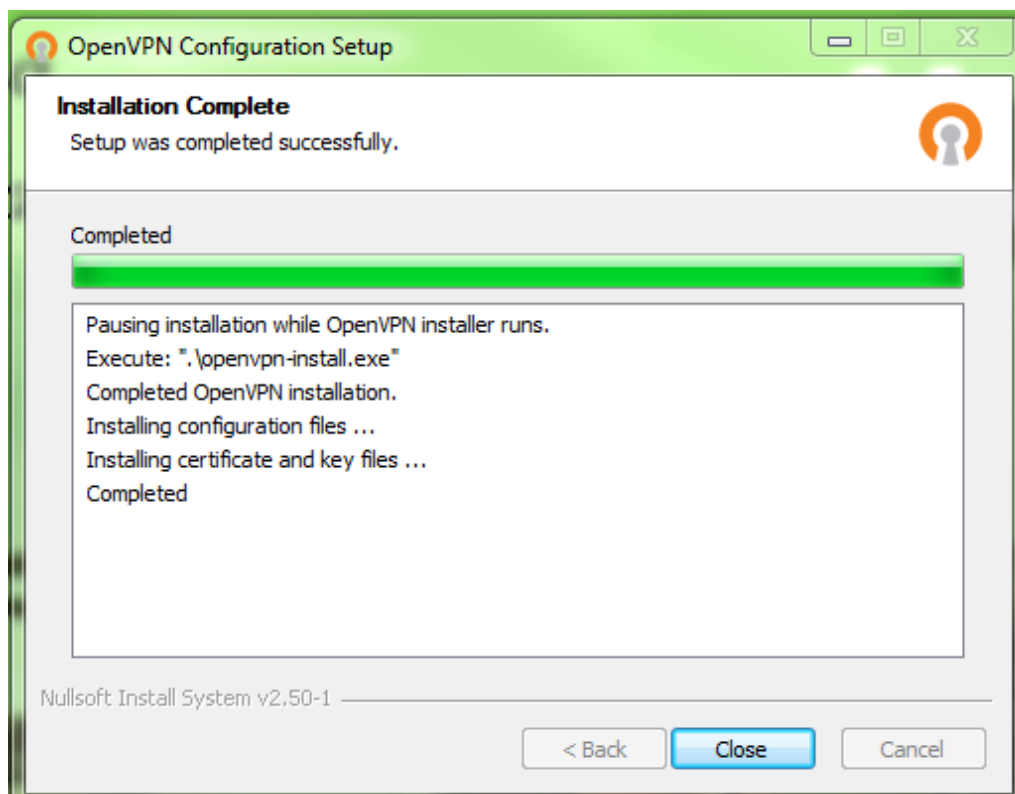 OpenVPN Configuration Setup
Installation Complete
Setup was completed successfully.
Completed
Pausing installation while OpenVPN installer runs.
Execute: ".\openvpn-install.exe"
Completed OpenVPN installation.
Installing configuration files ...
Installing certificate and key files ...
Completed
Nullsoft Install System v2.50-1
< Back Close Cancel